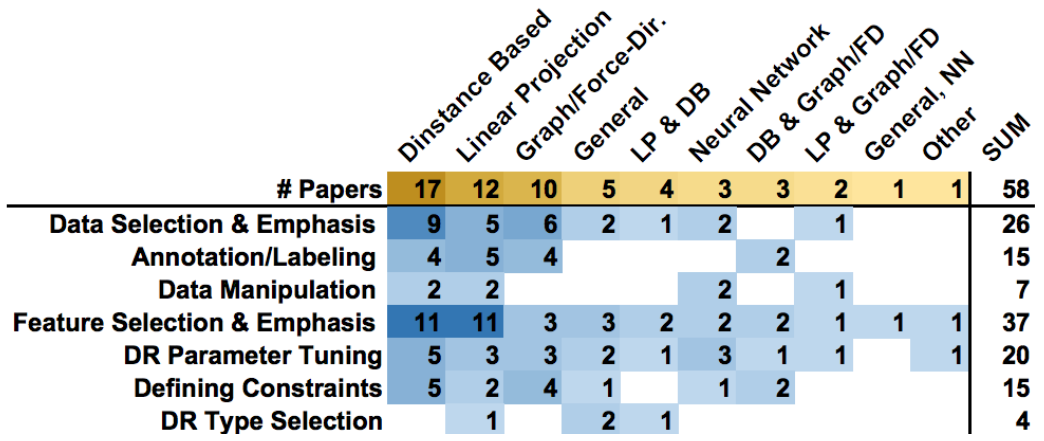 Dinstance Based Linear Projection Graph/Force-Dir. General LP & DB Neural Network DB & Graph/FD LP & Graph/FD General, NN Other SUM
# Papers 17 12 10 5 4 3 3 2 1 1 58
Data Selection & Emphasis 9 5 6 2 1 2 1 26
Annotation/Labeling 4 5 4 2 15
Data Manipulation 2 2 2 1 7
Feature Selection & Emphasis 11 11 3 3 2 2 2 1 1 1 37
DR Parameter Tuning 5 3 3 2 1 3 1 1 1 20
Defining Constraints 5 2 4 1 1 2 15
DR Type Selection 1 2 1 4